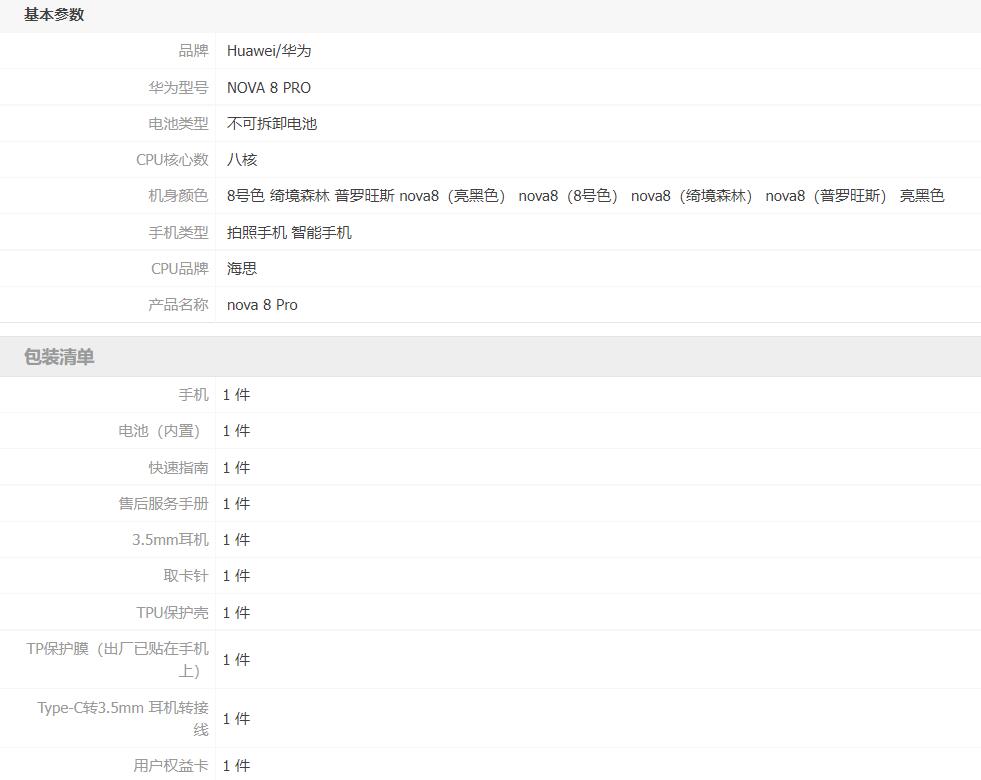 基本参数
品牌 Huawei/华为
华为型号 NOVA 8 PRO
电池类型 不可拆卸电池
CPU核心数 八核
机身颜色 8号色 绮境森林 普罗旺斯 nova8（亮黑色） nova8（8号色） nova8（绮境森林） nova8（普罗旺斯） 亮黑色
手机类型 拍照手机 智能手机
CPU品牌 海思
产品名称 nova 8 Pro
包装清单
手机 1 件
电池（内置） 1 件
快速指南 1 件
售后服务手册 1 件
3.5mm耳机 1 件
取卡针 1 件
TPU保护壳 1 件
TP保护膜（出厂已贴在手机
上） 1 件
Type-C转3.5mm 耳机转接
线 1 件
用户权益卡 1 件